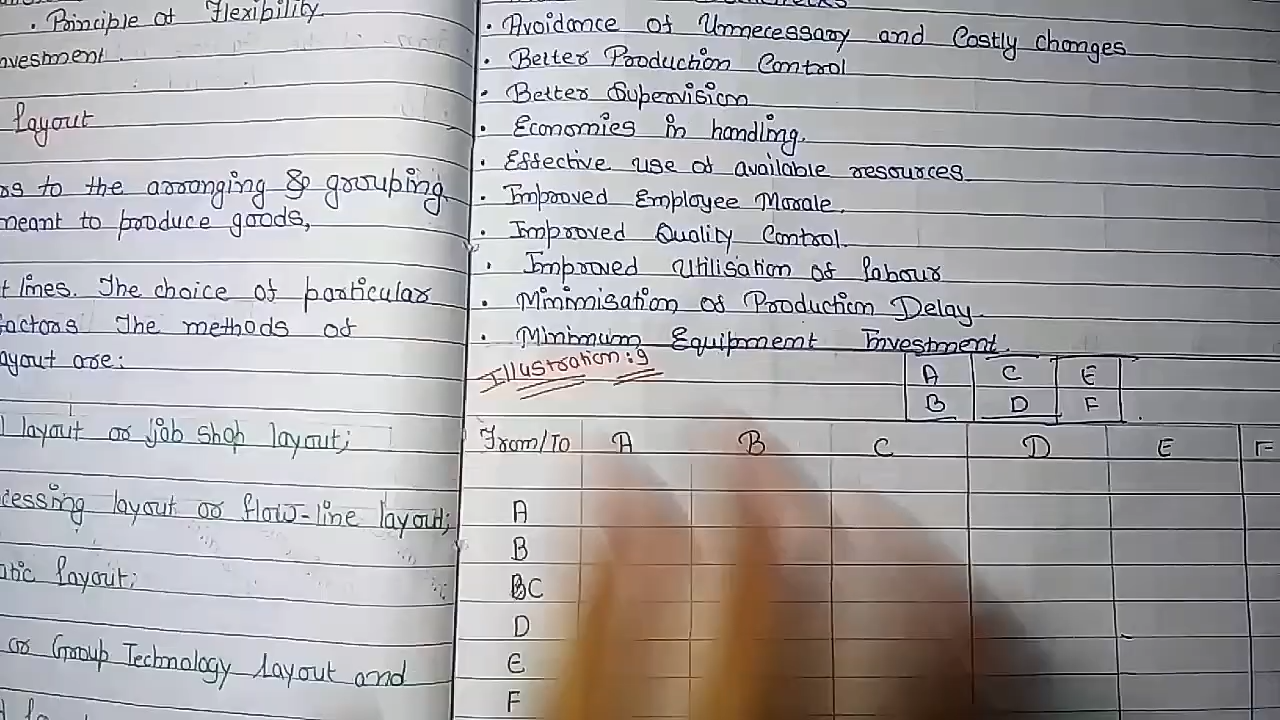 . Principle of Flexibility
nvestment.
layout
rs to the arranging & grouping
meant to produce goods,
t lines. The choice of particular
factors The methods of
ayout are:
l layout or job shop layout;
cessing layout or flow-line layout;
atic layout;
or Group Technology layout and
. Avoidance of Unnecessary and Costly changes
. Better Production Control
. Better Supervision
. Economies in handling.
. Effective use of available resources.
. Improved Employee Morale.
. Improved Quality Control.
. Improved Utilisation of labour
. Minimisation of Production Delay
. Minimum Equipment Investment.
Illustration: 9
A C E
B D F
From/To A B C D E F
A
B
C
D
E
F